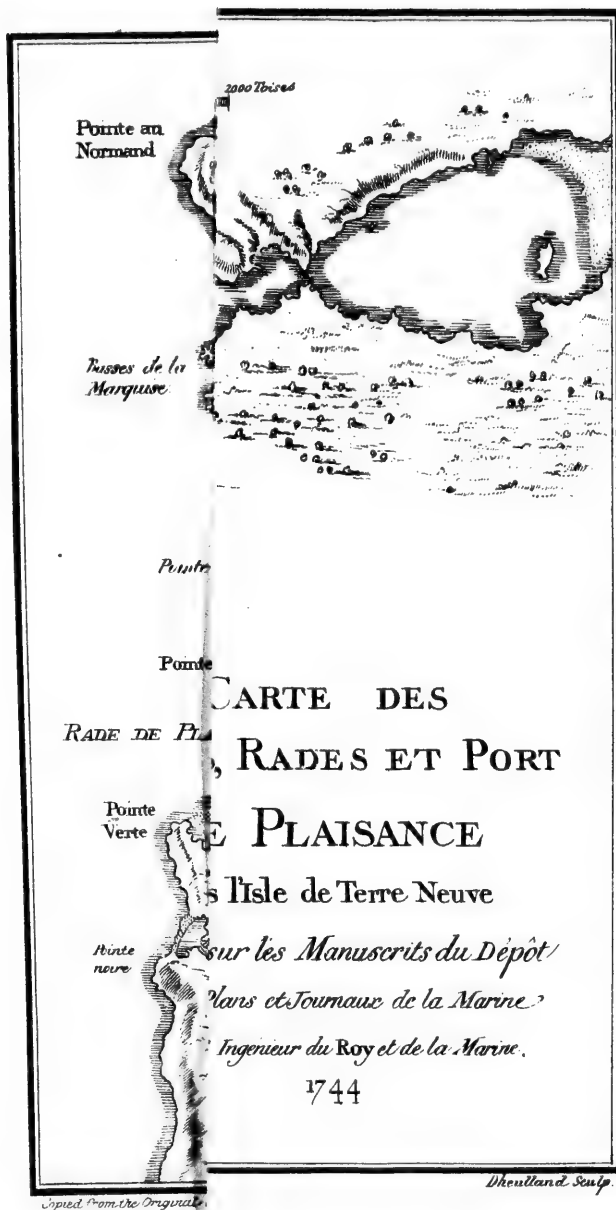 2000 Toises
Pointe au
Normand
Basses de la
Marquise
Pointe
Pointe
CARTE DES
RADE DE PL
, RADES ET PORT
Pointe
Verte
E PLAISANCE
s l'Isle de Terre Neuve
Pointe
noire
sur les Manuscrits du Dépôt
Plans et Journaux de la Marine
Ingenieur du Roy et de la Marine.
1744
Dheulland Sculp.
Copied from the Original